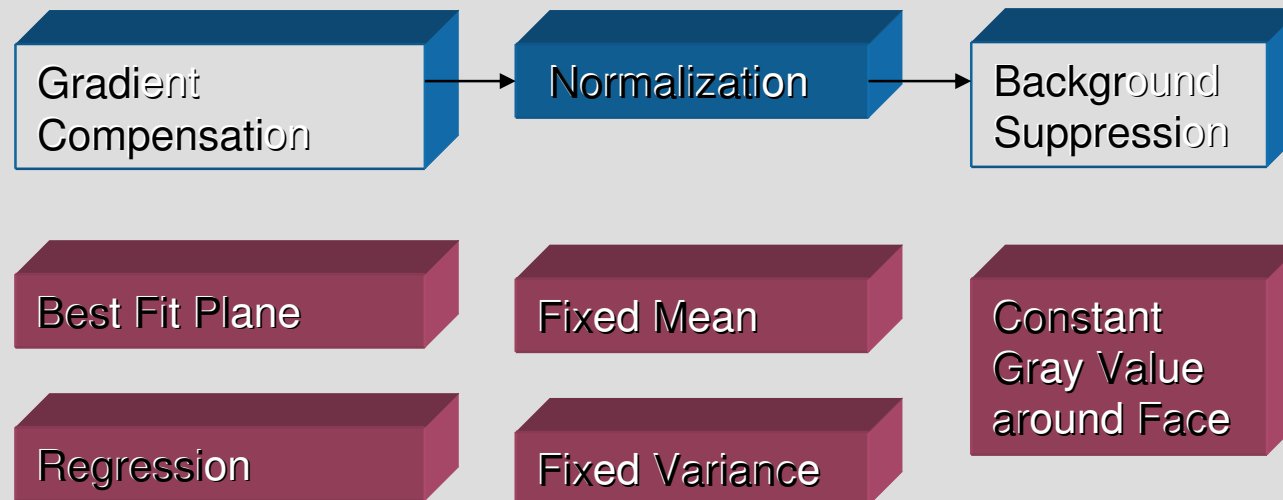 Gradient
Compensation
Normalization
Background
Suppression
Best Fit Plane
Fixed Mean
Constant
Gray Value
around Face
Regression
Fixed Variance